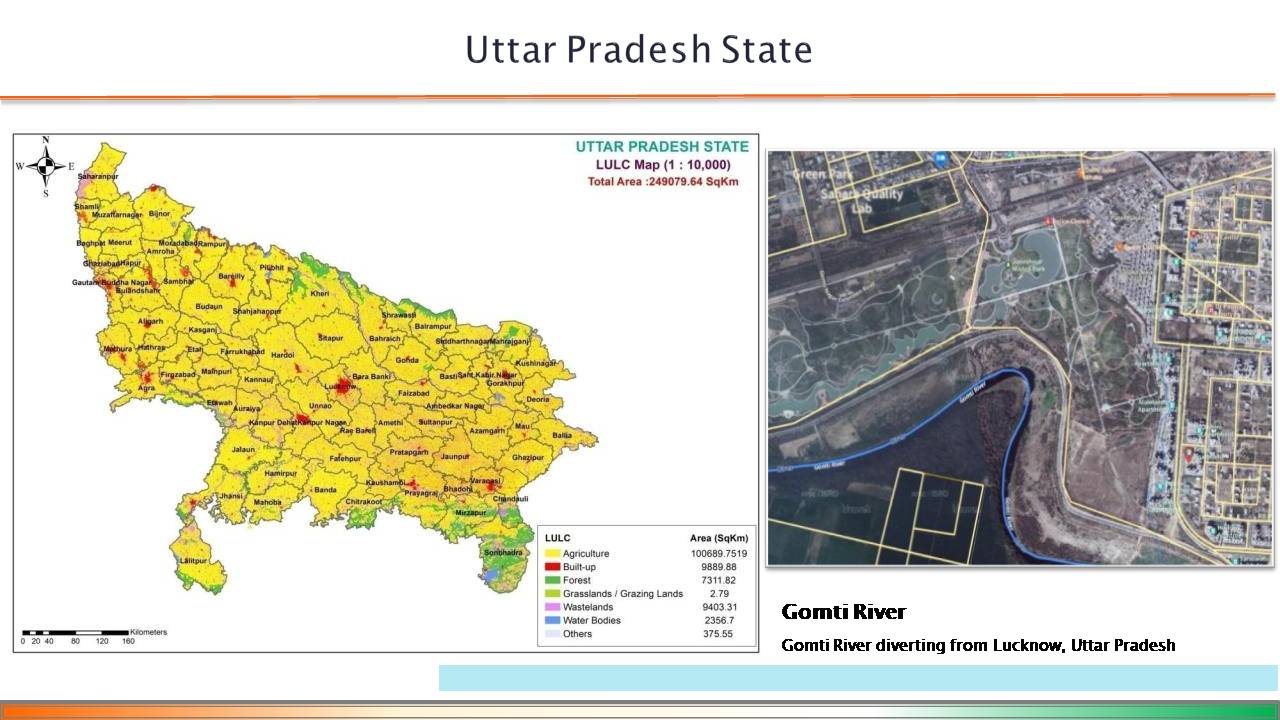 Uttar Pradesh State
N
W E
S
UTTAR PRADESH STATE
LULC Map (1 : 10,000)
Total Area :249079.64 SqKm
Saharanpur
Shamli
Muzaffarnagar Bijnor
Baghpat Meerut Moradabad Rampur
Amroha
Ghaziabad Hapur Pilibhit
Gautam Buddha Nagar Sambhal Bareilly
Bulandshahr Kheri
Budaun Shahjahanpur
Shrawasti
Aligarh Kasganj Balrampur
Sitapur Bahraich Siddharthnagar Maharajganj
Mathura Hathras Etah Farrukhabad Hardoi
Gonda Kushinagar
Firozabad Mainpuri Kannauj Bara Banki Basti Sant Kabir Nagar
Agra Lucknow Gorakhpur
Faizabad Deoria
Etawah Auraiya Unnao Ambedkar Nagar
Kanpur Dehat Kanpur Nagar Rae Bareli Amethi Sultanpur Azamgarh Mau Ballia
Jalaun Fatehpur Pratapgarh Jaunpur Ghazipur
Hamirpur Kaushambi Varanasi
Jhansi Mahoba Banda Chitrakoot Prayagraj Bhadohi Chandauli
Mirzapur
Sonbhadra
Lalitpur
LULC Area (SqKm)
Agriculture 100689.7519
Built-up 9889.88
Forest 7311.82
Grasslands / Grazing Lands 2.79
Wastelands 9403.31
Water Bodies 2356.7
Others 375.55
Kilometers
0 20 40 80 120 160
Green Park
Sahara Quality
Lab
Gomti River
Gomti River
Gomti River
Gomti River diverting from Lucknow, Uttar Pradesh